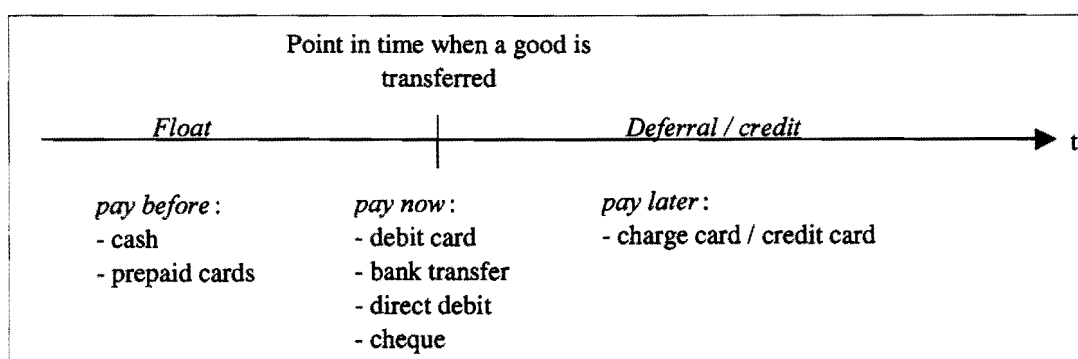 Point in time when a good is
transferred
Float
Deferral / credit
t
pay before:
- cash
- prepaid cards
pay now:
- debit card
- bank transfer
- direct debit
- cheque
pay later:
- charge card / credit card